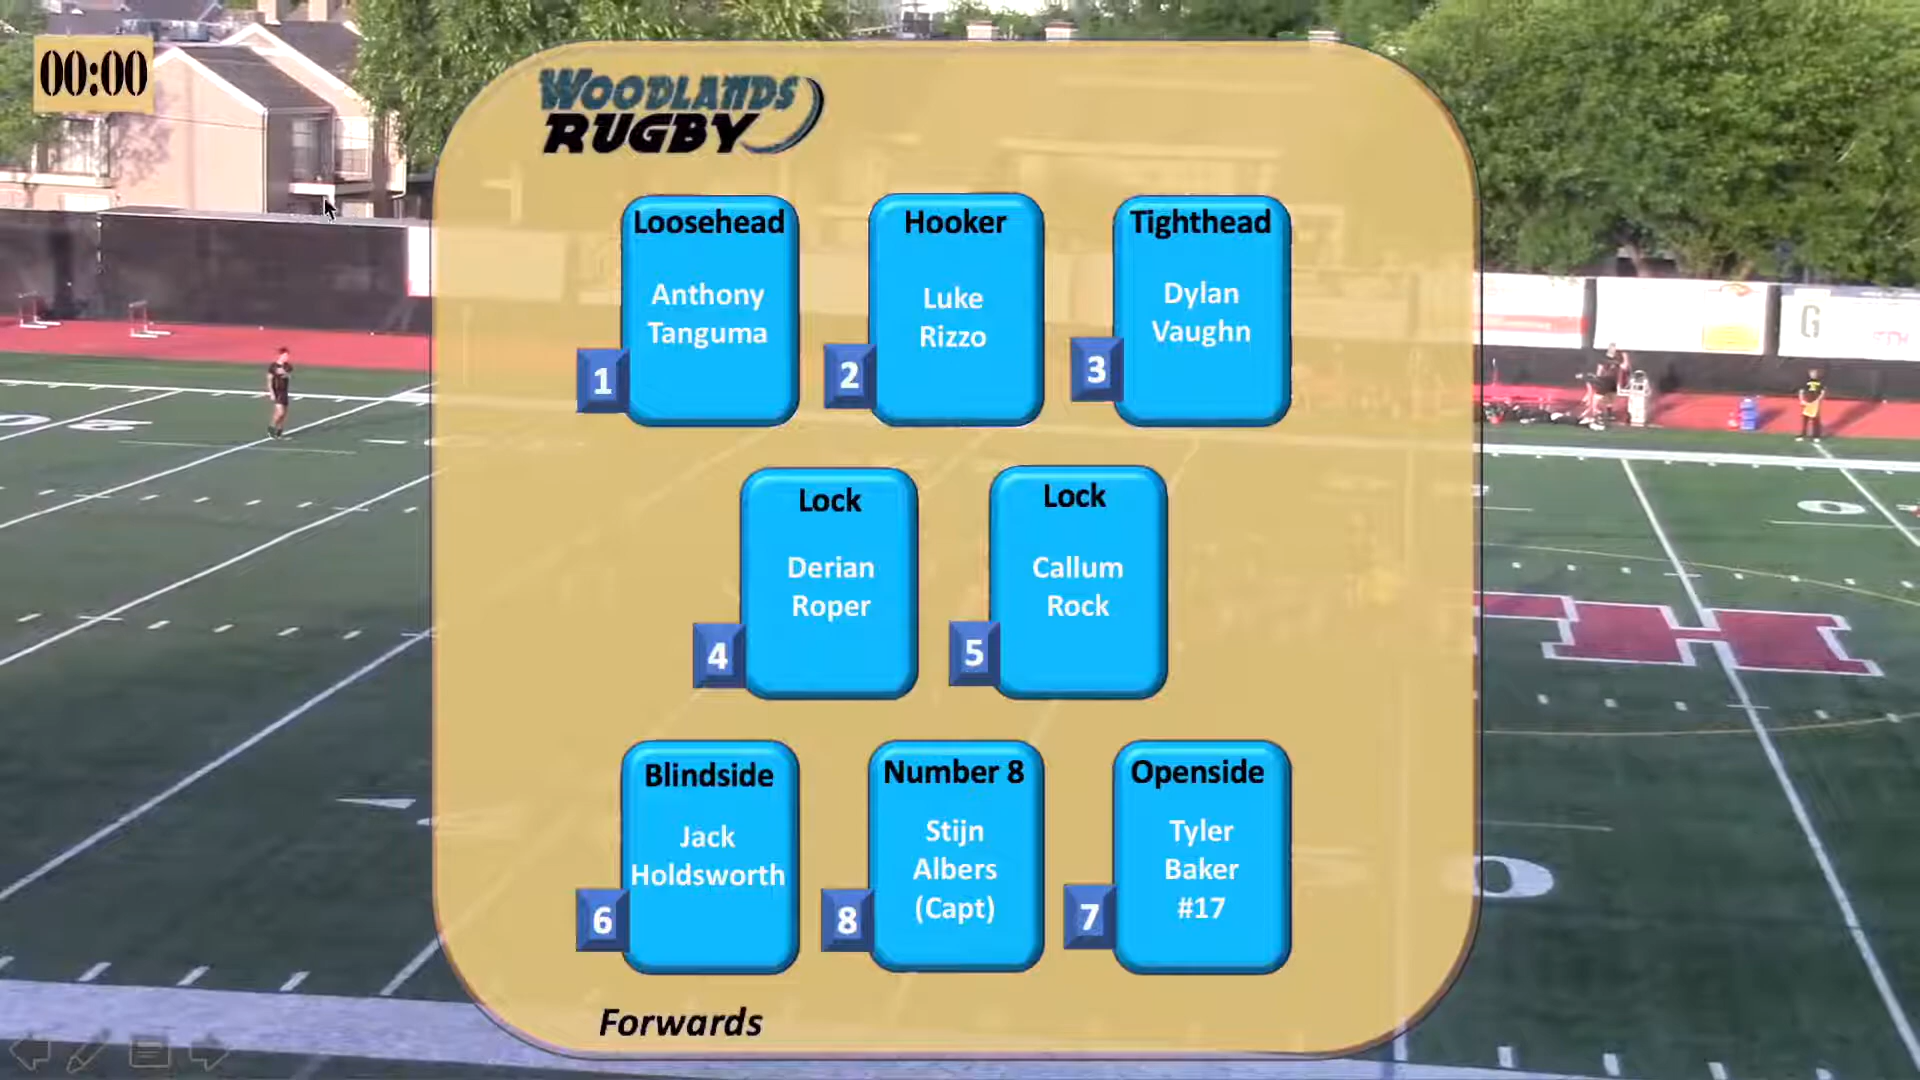 00:00
WOODLANDS
RUGBY
Loosehead
Anthony
Tanguma
1
Hooker
Luke
Rizzo
2
Tighthead
Dylan
Vaughn
3
Lock
Derian
Roper
4
Lock
Callum
Rock
5
Blindside
Jack
Holdsworth
6
Number 8
Stijn
Albers
(Capt)
8
Openside
Tyler
Baker
#17
7
Forwards
G
H